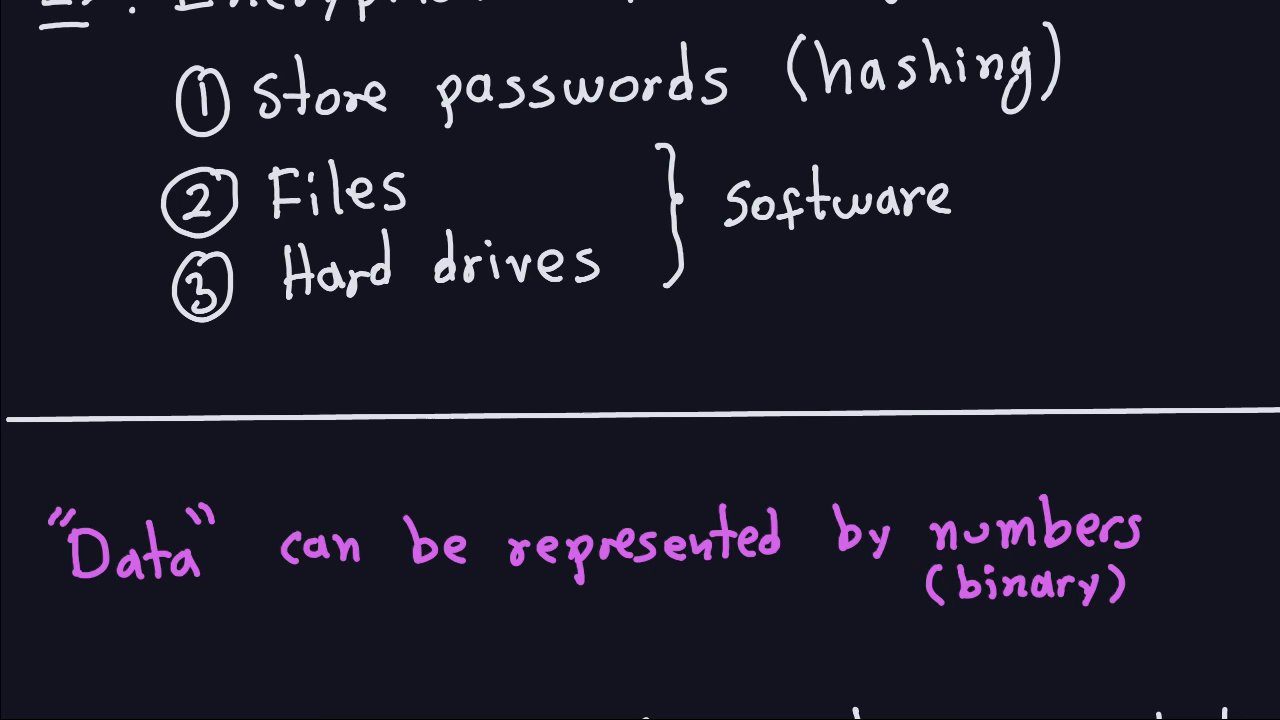 ① Store passwords (hashing)
② Files
③ Hard drives } Software
"Data" can be represented by numbers
(binary)